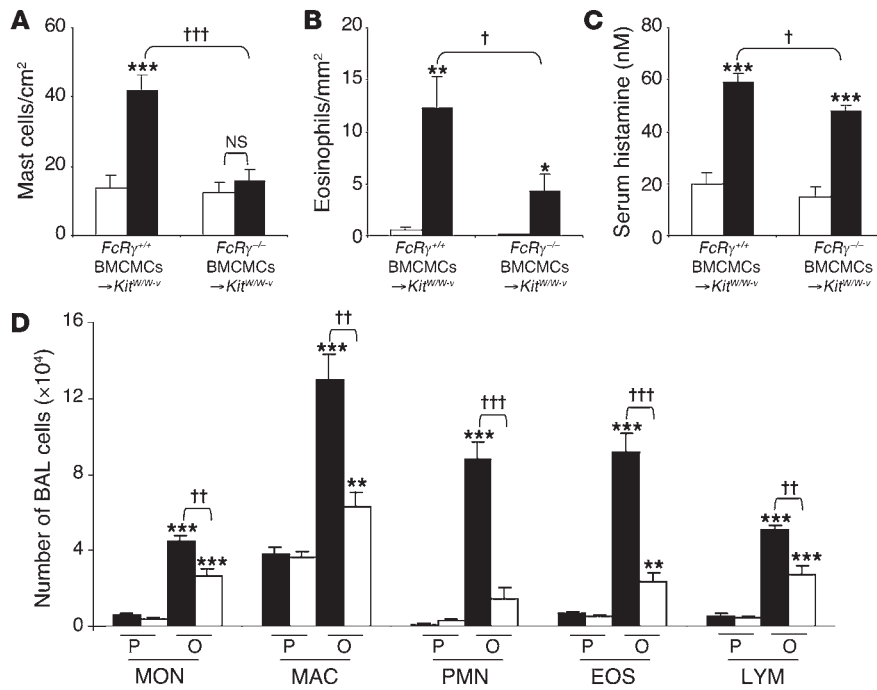 A
Mast cells/cm²
60
40
20
0
***
†††
NS
FcRγ+/+
BMCMCs
→KitW/W-v
FcRγ–/–
BMCMCs
→KitW/W-v
B
Eosinophils/mm²
20
15
10
5
0
**
†
*
FcRγ+/+
BMCMCs
→KitW/W-v
FcRγ–/–
BMCMCs
→KitW/W-v
C
Serum histamine (nM)
80
60
40
20
0
***
†
***
FcRγ+/+
BMCMCs
→KitW/W-v
FcRγ–/–
BMCMCs
→KitW/W-v
D
Number of BAL cells (×10⁴)
16
12
8
4
0
††
***
***
††
***
**
†††
***
†††
***
**
††
***
***
P O P O P O P O P O
MON MAC PMN EOS LYM